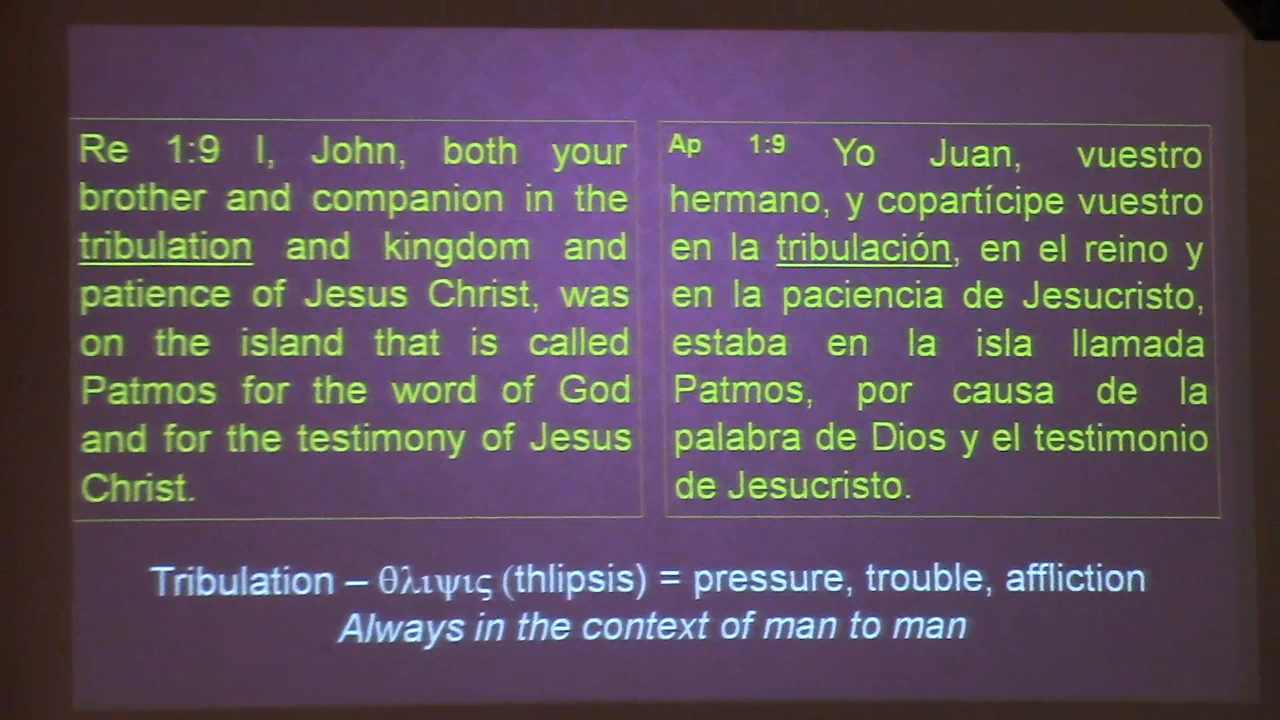 Re 1:9 I, John, both your
brother and companion in the
tribulation and kingdom and
patience of Jesus Christ, was
on the island that is called
Patmos for the word of God
and for the testimony of Jesus
Christ.
Ap 1:9 Yo Juan, vuestro
hermano, y copartícipe vuestro
en la tribulación, en el reino y
en la paciencia de Jesucristo,
estaba en la isla llamada
Patmos, por causa de la
palabra de Dios y el testimonio
de Jesucristo.
Tribulation – θλιψις (thlipsis) = pressure, trouble, affliction
Always in the context of man to man